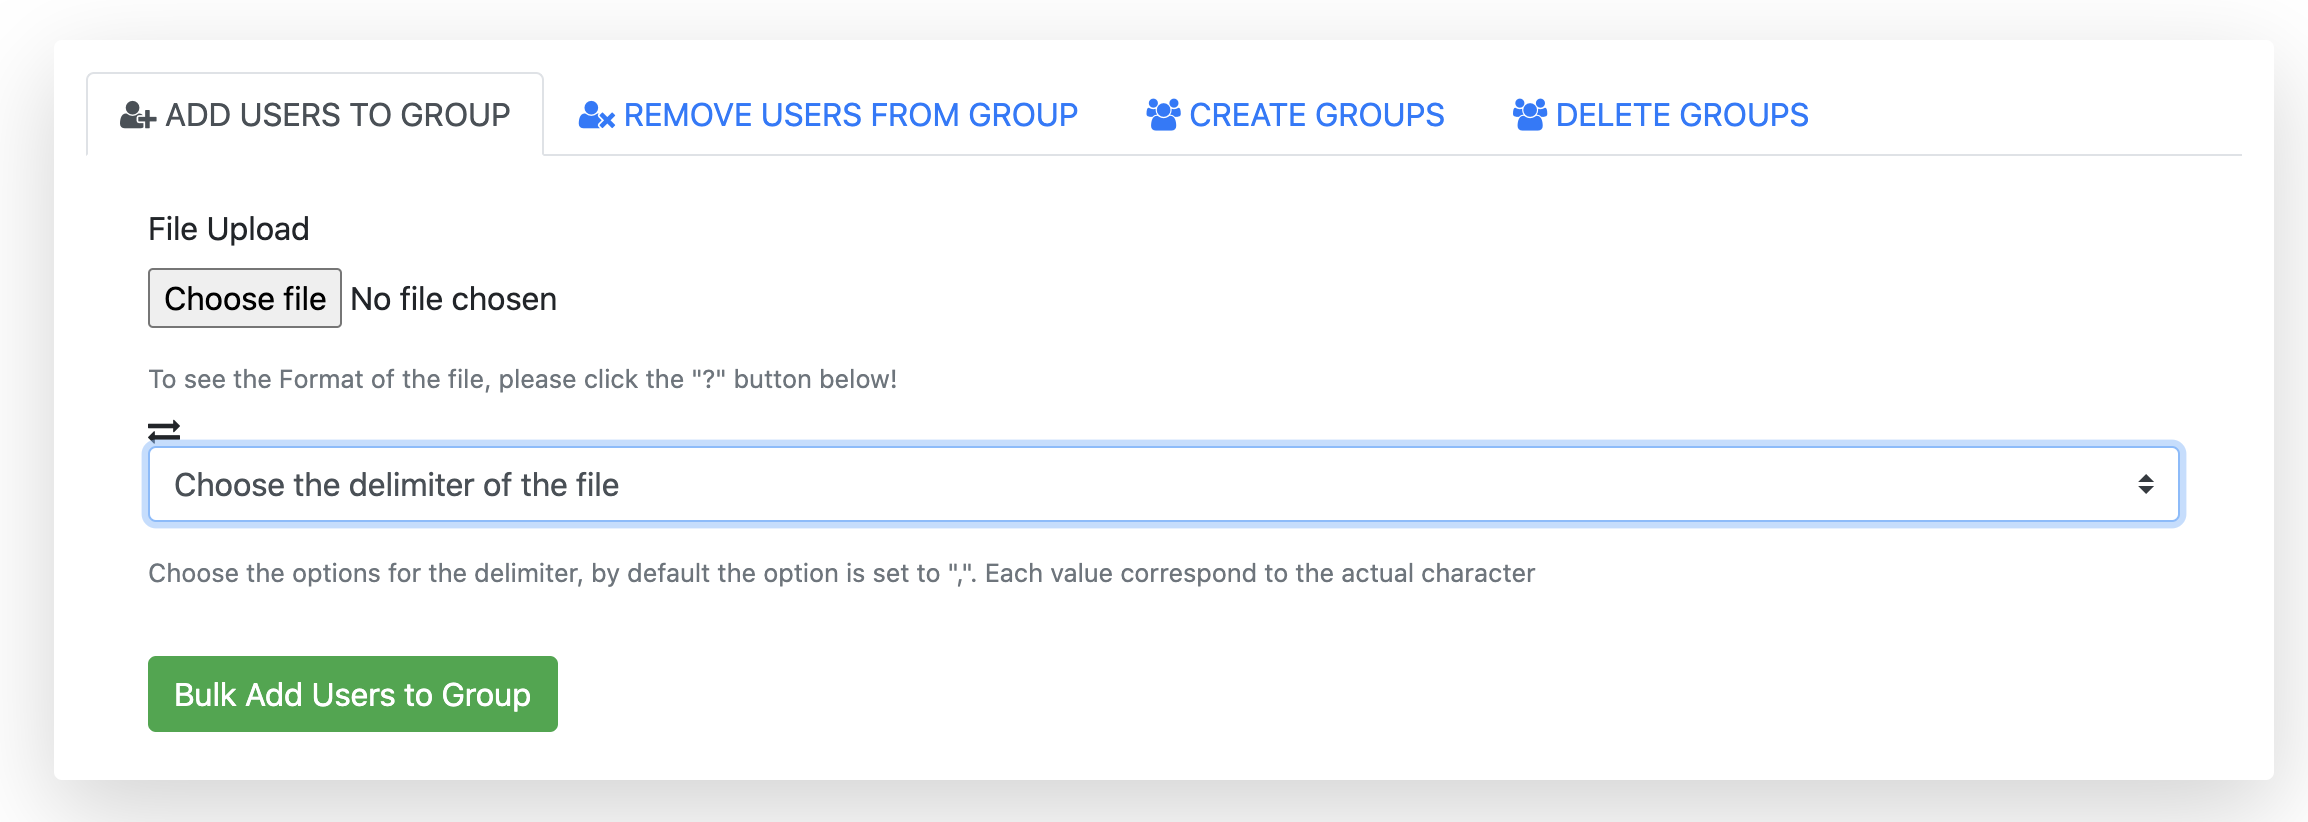 ADD USERS TO GROUP REMOVE USERS FROM GROUP CREATE GROUPS DELETE GROUPS
File Upload
Choose file No file chosen
To see the Format of the file, please click the "?" button below!
Choose the delimiter of the file
Choose the options for the delimiter, by default the option is set to ",". Each value correspond to the actual character
Bulk Add Users to Group